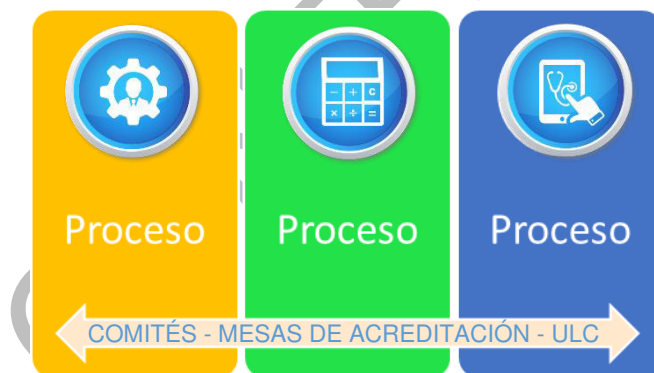 Proceso Proceso Proceso
COMITÉS - MESAS DE ACREDITACIÓN - ULC